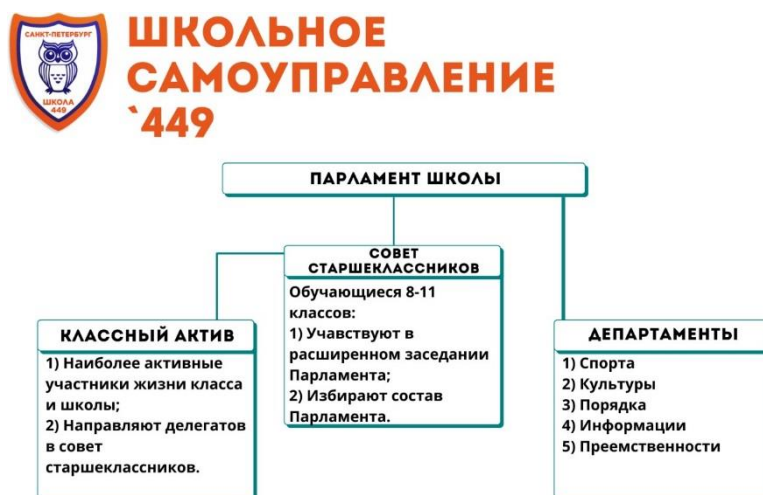 САНКТ-ПЕТЕРБУРГ
ШКОЛА
449
ШКОЛЬНОЕ
САМОУПРАВЛЕНИЕ
`449
ПАРЛАМЕНТ ШКОЛЫ
СОВЕТ
СТАРШЕКЛАССНИКОВ
Обучающиеся 8-11
классов:
1) Учавствуют в
расширенном заседании
Парламента;
2) Избирают состав
Парламента.
КЛАССНЫЙ АКТИВ
1) Наиболее активные
участники жизни класса
и школы;
2) Направляют делегатов
в совет
старшеклассников.
ДЕПАРТАМЕНТЫ
1) Спорта
2) Культуры
3) Порядка
4) Информации
5) Преемственности